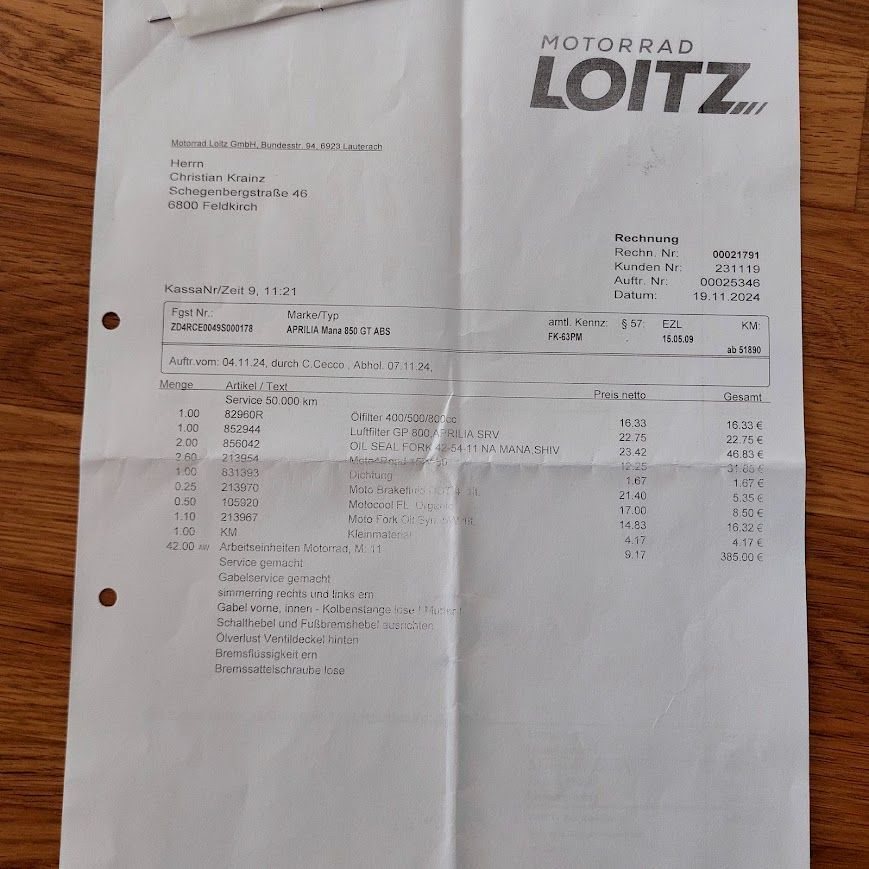 MOTORRAD
LOITZ
Motorrad Loitz GmbH, Bundesstr. 94, 6923 Lauterach
Herrn
Christian Krainz
Schegenbergstraße 46
6800 Feldkirch
Rechnung
Rechn. Nr: 00021791
Kunden Nr: 231119
Auftr. Nr: 00025346
Datum: 19.11.2024
KassaNr/Zeit 9, 11:21
Fgst Nr.: Marke/Typ amtl. Kennz: § 57: EZL KM:
ZD4RCE0049S000178 APRILIA Mana 850 GT ABS FK-63PM . 15.05.09 ab 51890
Auftr.vom: 04.11.24, durch C.Cecco , Abhol. 07.11.24,
Menge Artikel / Text Preis netto Gesamt
Service 50.000 km
1.00 82960R Ölfilter 400/500/800cc 16.33 16.33 €
1.00 852944 Luftfilter GP 800 APRILIA SRV 22.75 22.75 €
2.00 856042 OIL SEAL FORK 42-54-11 NA MANA,SHIV 23.42 46.83 €
2.60 213954 12.25 31.85 €
1.00 831393 Dichtung 1.67 1.67 €
0.25 213970 Moto Brakefluid 21.40 5.35 €
0.50 105920 Motocool FL Organic 17.00 8.50 €
1.10 213967 Moto Fork Oil Syn 14.83 16.32 €
1.00 KM Kleinmaterial 4.17 4.17 €
42.00 AW Arbeitseinheiten Motorrad, M: 11 9.17 385.00 €
Service gemacht
Gabelservice gemacht
simmerring rechts und links ern
Gabel vorne, innen - Kolbenstange lose ! Mutter !
Schalthebel und Fußbremshebel ausrichten
Ölverlust Ventildeckel hinten
Bremsflüssigkeit ern
Bremssattelschraube lose